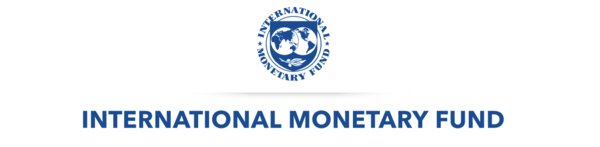 INTERNATIONAL
MONETARY FUND
INTERNATIONAL MONETARY FUND